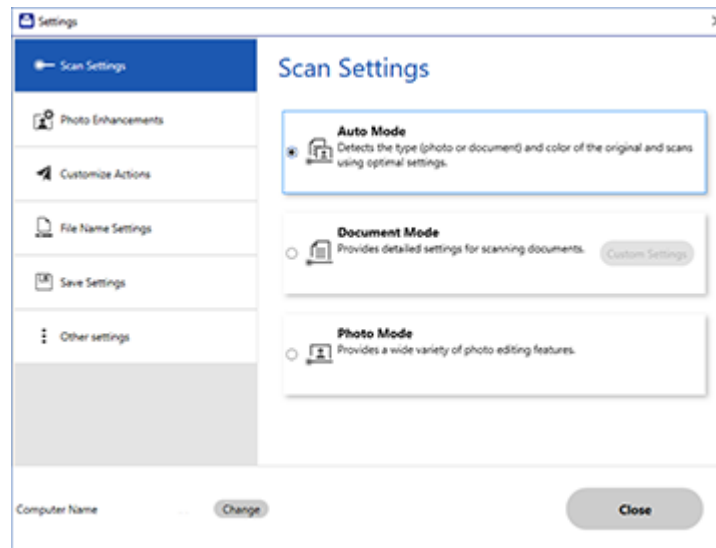 Settings
Scan Settings
Photo Enhancements
Customize Actions
File Name Settings
Save Settings
Other settings
Scan Settings
Auto Mode
Detects the type (photo or document) and color of the original and scans
using optimal settings.
Document Mode
Provides detailed settings for scanning documents.
Custom Settings
Photo Mode
Provides a wide variety of photo editing features.
Computer Name
Change
Close